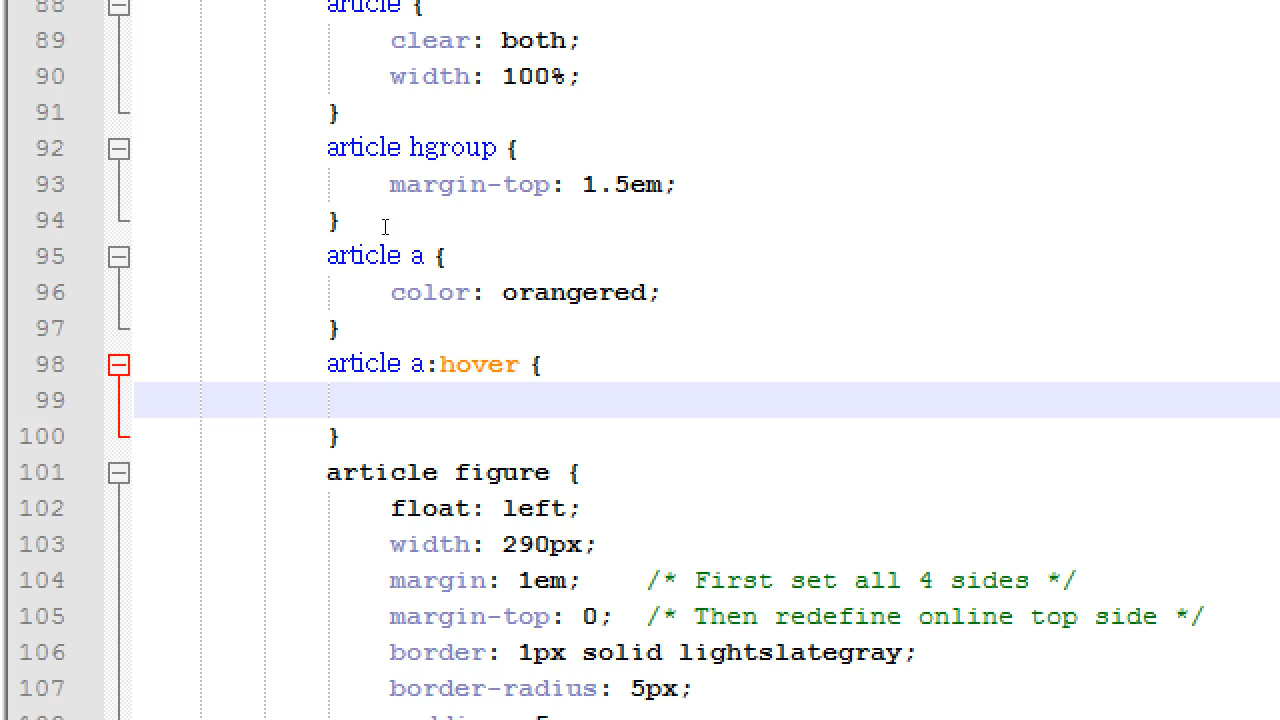 88 article {
89 clear: both;
90 width: 100%;
91 }
92 article hgroup {
93 margin-top: 1.5em;
94 }
95 article a {
96 color: orangered;
97 }
98 article a:hover {
99
100 }
101 article figure {
102 float: left;
103 width: 290px;
104 margin: 1em; /* First set all 4 sides */
105 margin-top: 0; /* Then redefine online top side */
106 border: 1px solid lightslategray;
107 border-radius: 5px;